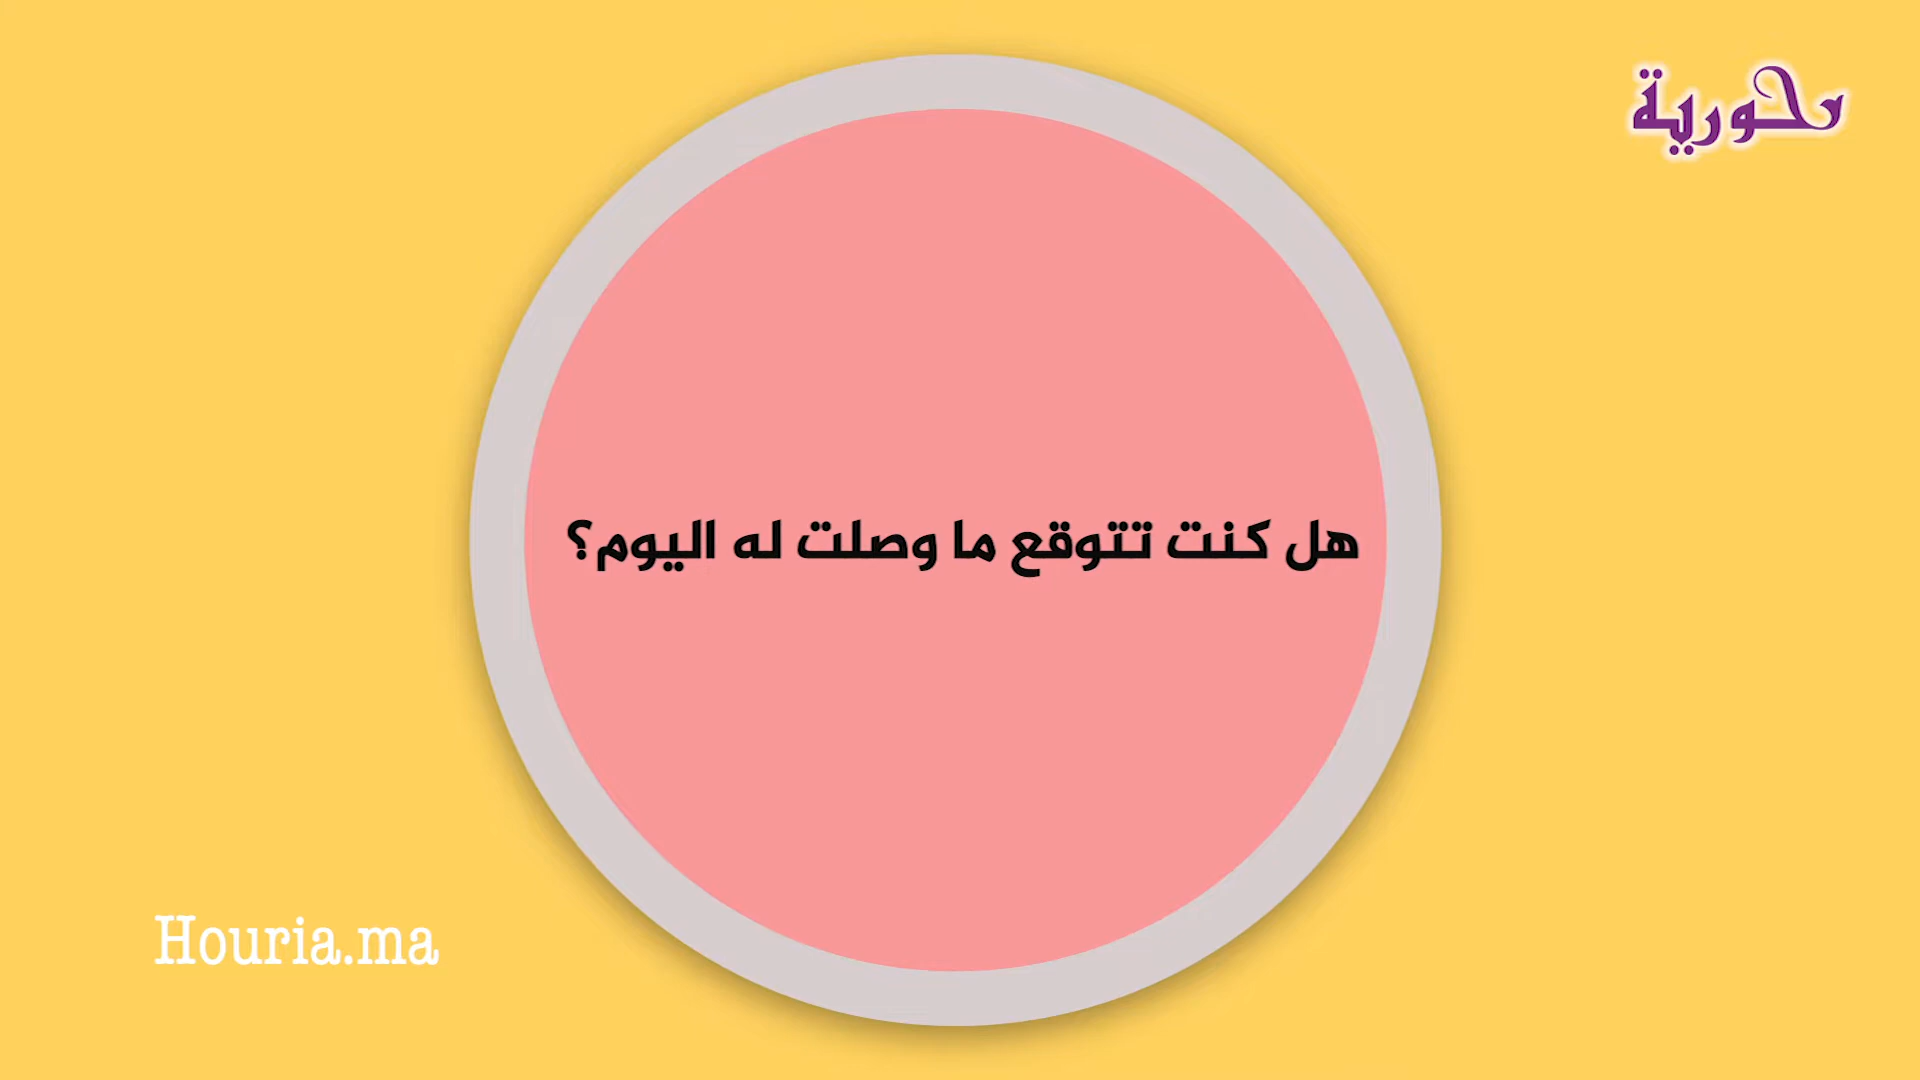 حورية
هل كنت تتوقع ما وصلت له اليوم؟
Houria.ma